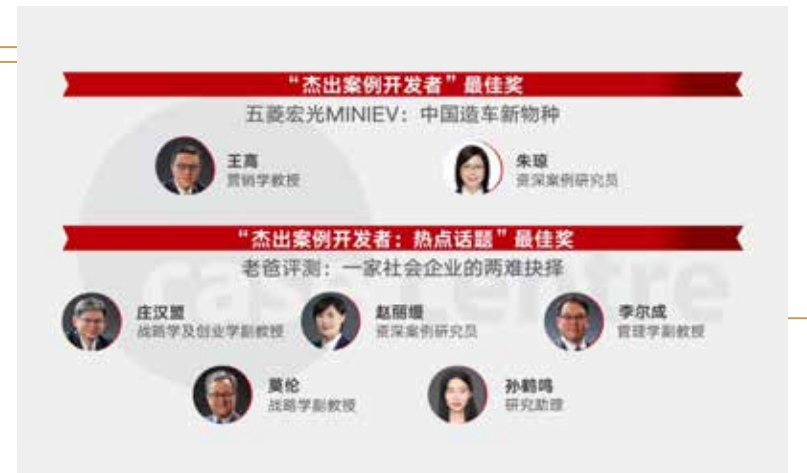 “杰出案例开发者”最佳奖
五菱宏光MINIEV：中国造车新物种
王高
营销学教授
朱琼
资深案例研究员
“杰出案例开发者：热点话题”最佳奖
老爸评测：一家社会企业的两难抉择
庄汉盟
战略学及创业学副教授
赵丽缦
资深案例研究员
李尔成
管理学副教授
莫伦
战略学副教授
孙鹤鸣
研究助理
case centre